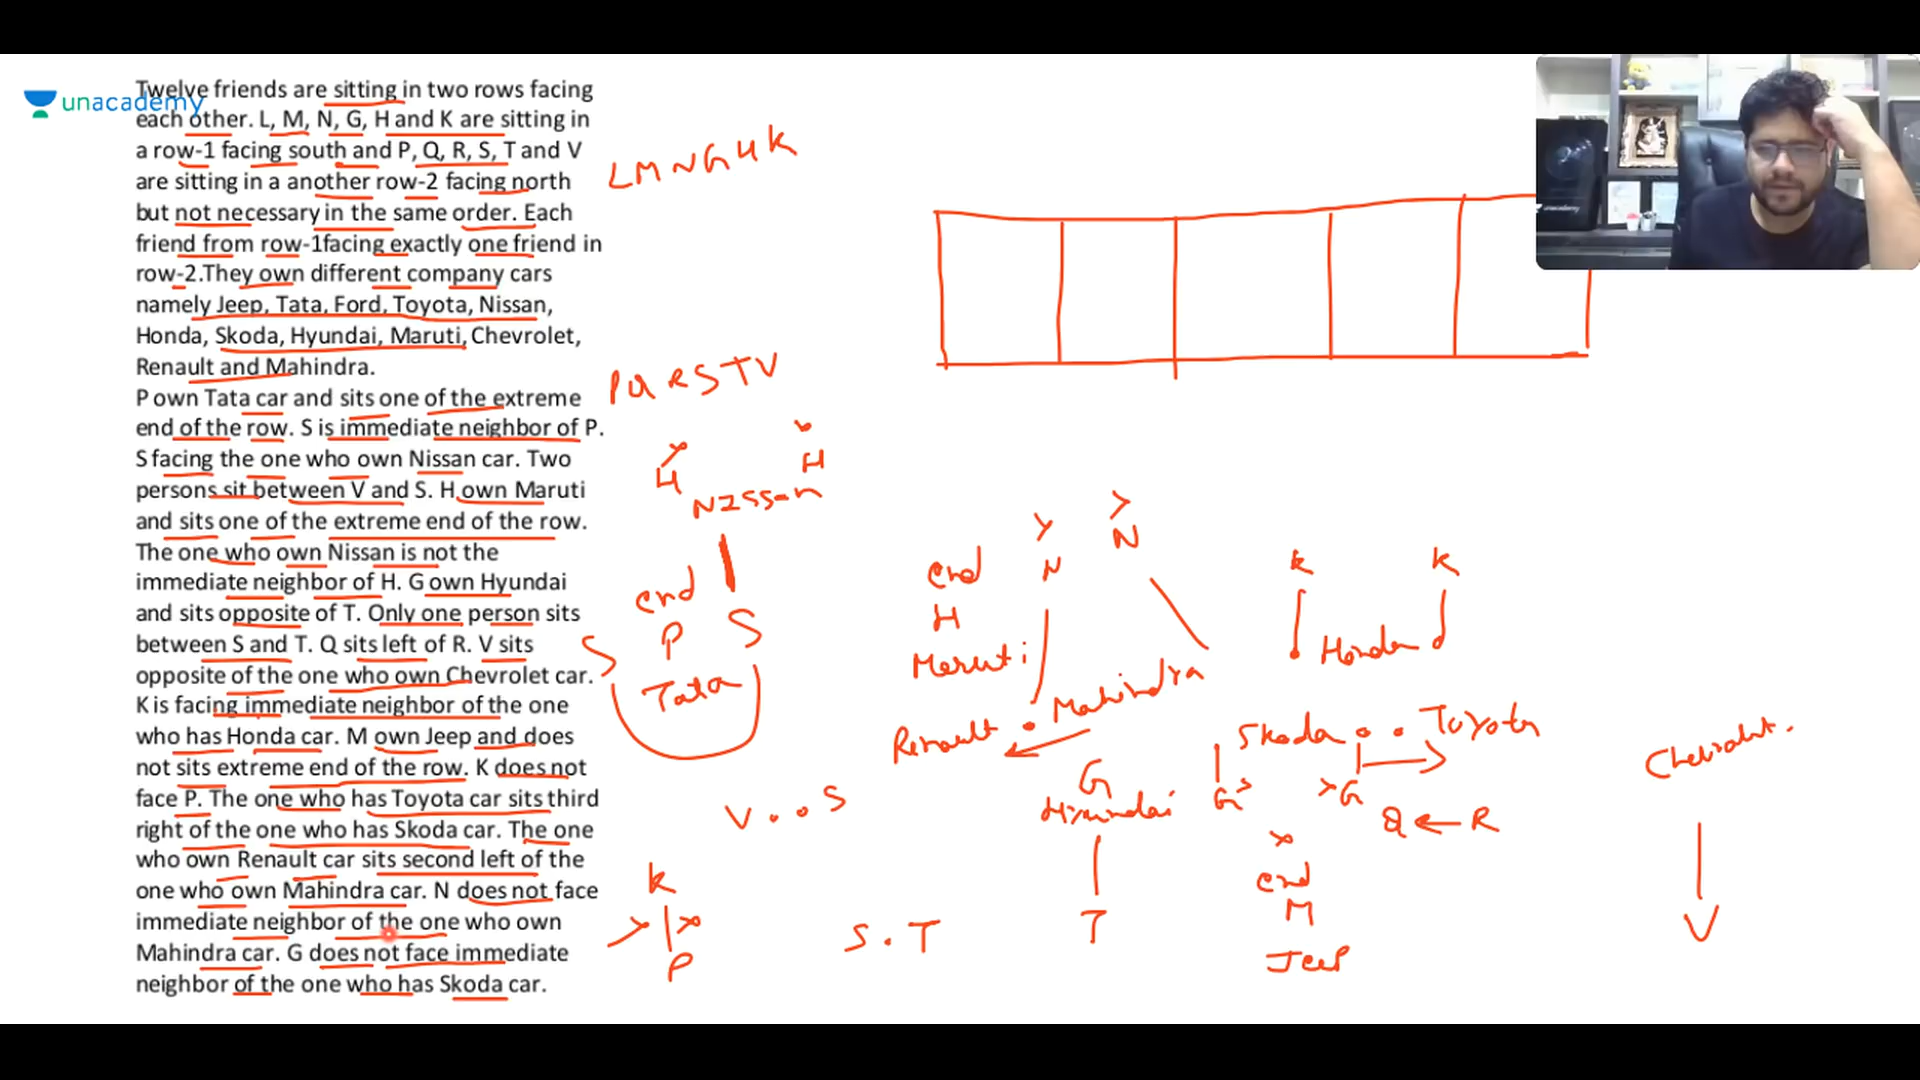 Twelve friends are sitting in two rows facing
unacademy
each other. L, M, N, G, H and K are sitting in
a row-1 facing south and P, Q, R, S, T and V
are sitting in a another row-2 facing north
but not necessary in the same order. Each
friend from row-1facing exactly one friend in
row-2.They own different company cars
namely Jeep, Tata, Ford, Toyota, Nissan,
Honda, Skoda, Hyundai, Maruti, Chevrolet,
Renault and Mahindra.
P own Tata car and sits one of the extreme
end of the row. S is immediate neighbor of P.
S facing the one who own Nissan car. Two
persons sit between V and S. H own Maruti
and sits one of the extreme end of the row.
The one who own Nissan is not the
immediate neighbor of H. G own Hyundai
and sits opposite of T. Only one person sits
between S and T. Q sits left of R. V sits
opposite of the one who own Chevrolet car.
K is facing immediate neighbor of the one
who has Honda car. M own Jeep and does
not sits extreme end of the row. K does not
face P. The one who has Toyota car sits third
right of the one who has Skoda car. The one
who own Renault car sits second left of the
one who own Mahindra car. N does not face
immediate neighbor of the one who own
Mahindra car. G does not face immediate
neighbor of the one who has Skoda car.
LMNGHK
PQRSTV
H H
Nissan
end
P S
S
Tata
V . . S
K
P
end
H
Maruti
N N
Renault . Mahindra
G
T
S . T
K K
Honda
Skoda . . Toyota
G G
Q ← R
end
M
Jeep
V
unacademy